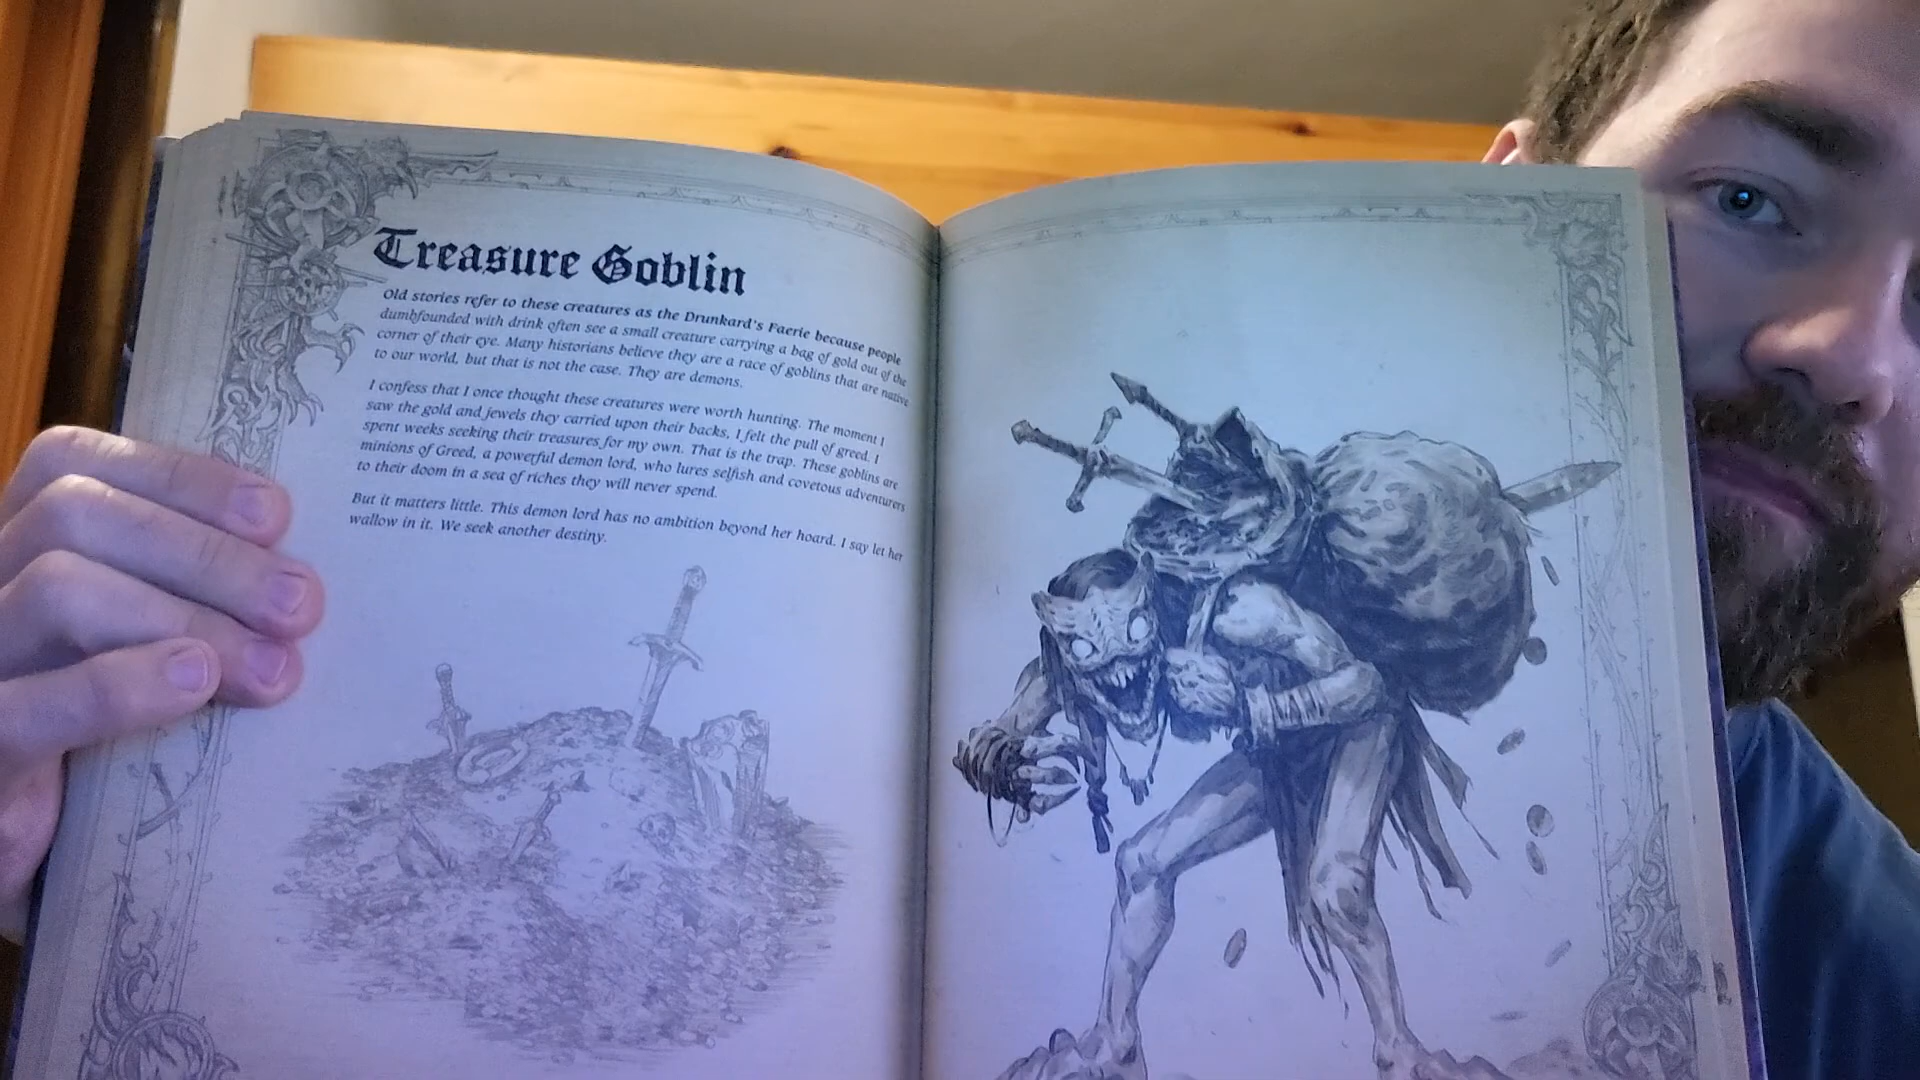 Treasure Goblin
Old stories refer to these creatures as the Drunkard's Faerie because people
dumbfounded with drink often see a small creature carrying a bag of gold out of the
corner of their eye. Many historians believe they are a race of goblins that are native
to our world, but that is not the case. They are demons.
I confess that I once thought these creatures were worth hunting. The moment I
saw the gold and jewels they carried upon their backs, I felt the pull of greed. I
spent weeks seeking their treasures for my own. That is the trap. These goblins are
minions of Greed, a powerful demon lord, who lures selfish and covetous adventurers
to their doom in a sea of riches they will never spend.
But it matters little. This demon lord has no ambition beyond her hoard. I say let her
wallow in it. We seek another destiny.